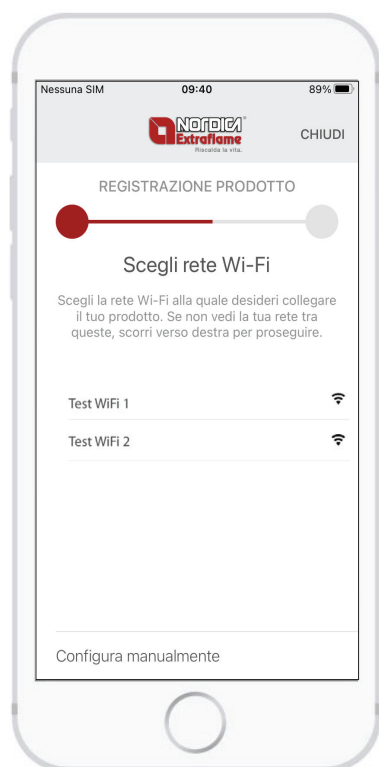 Nessuna SIM 09:40 89%
NORDICA®
Extraflame
Riscalda la vita.
CHIUDI
REGISTRAZIONE PRODOTTO
Scegli rete Wi-Fi
Scegli la rete Wi-Fi alla quale desideri collegare
il tuo prodotto. Se non vedi la tua rete tra
queste, scorri verso destra per proseguire.
Test WiFi 1
Test WiFi 2
Configura manualmente